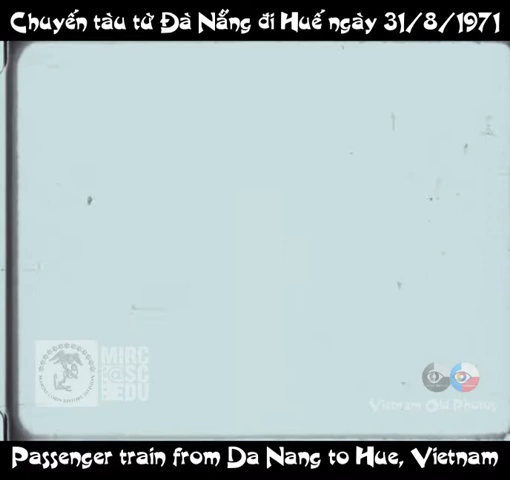 Chuyến tàu từ Đà Nẵng đi Huế ngày 31/8/1971
MIRC
@SC
EDU
Vietnam Old Photos
Passenger train from Da Nang to Hue, Vietnam